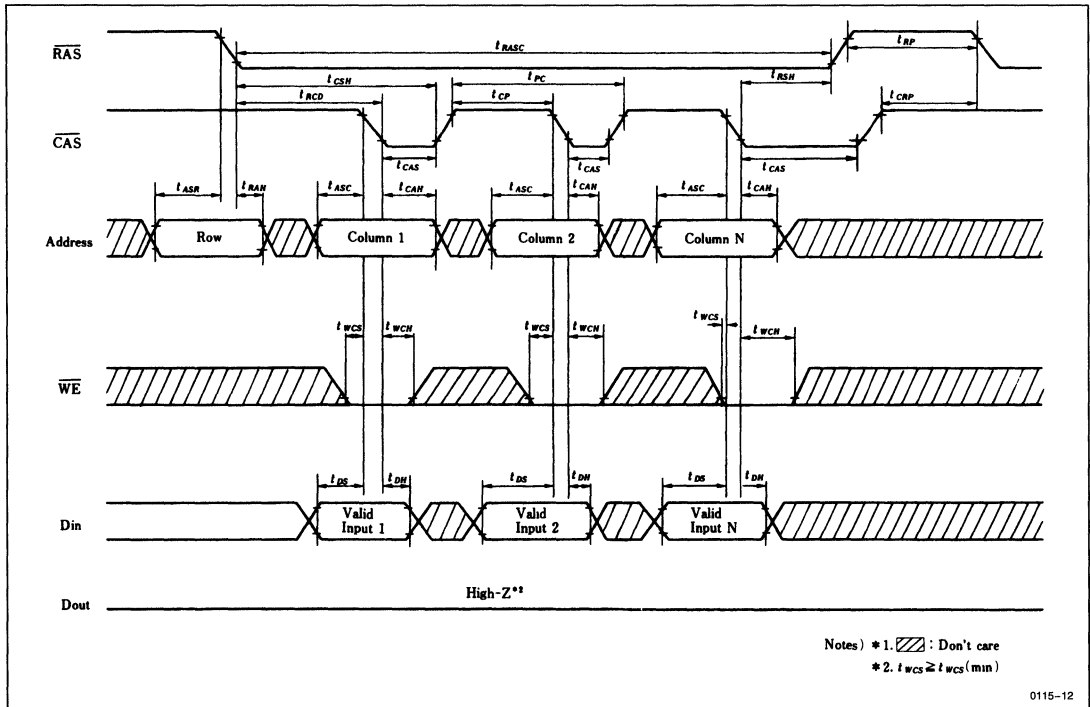 RAS
t RASC
t RP
t CSH
t PC
t RSH
t RCD
t CP
t CRP
CAS
t CAS
t CAS
t CAS
t ASR
t RAH
t ASC
t CAH
t ASC
t CAH
t ASC
t CAH
Address
Row
Column 1
Column 2
Column N
t WCS
t WCH
t WCS
t WCH
t WCS
t WCH
WE
t DS
t DH
t DS
t DH
t DS
t DH
Din
Valid
Input 1
Valid
Input 2
Valid
Input N
High-Z*2
Dout
Notes) *1. : Don't care
*2. t WCS ≧ t WCS (min)
0115-12